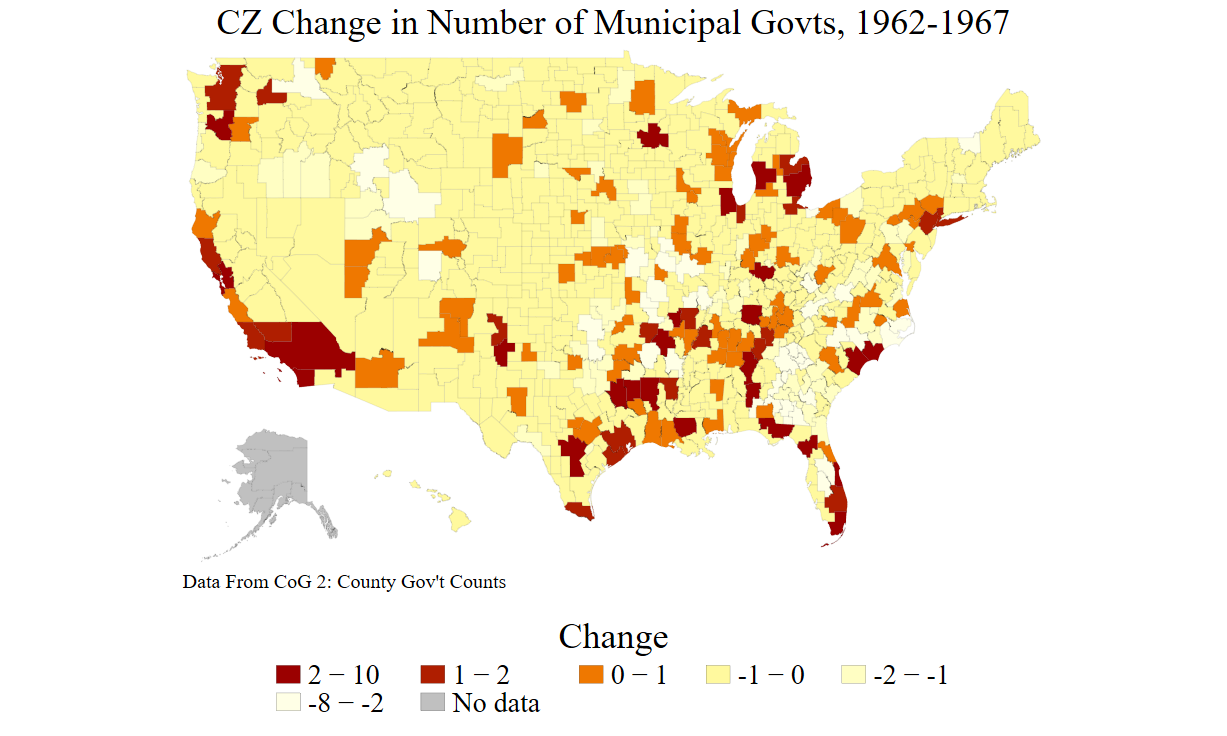 CZ Change in Number of Municipal Govts, 1962-1967
Data From CoG 2: County Gov't Counts
Change
2 − 10 1 − 2 0 − 1 -1 − 0 -2 − -1
-8 − -2 No data